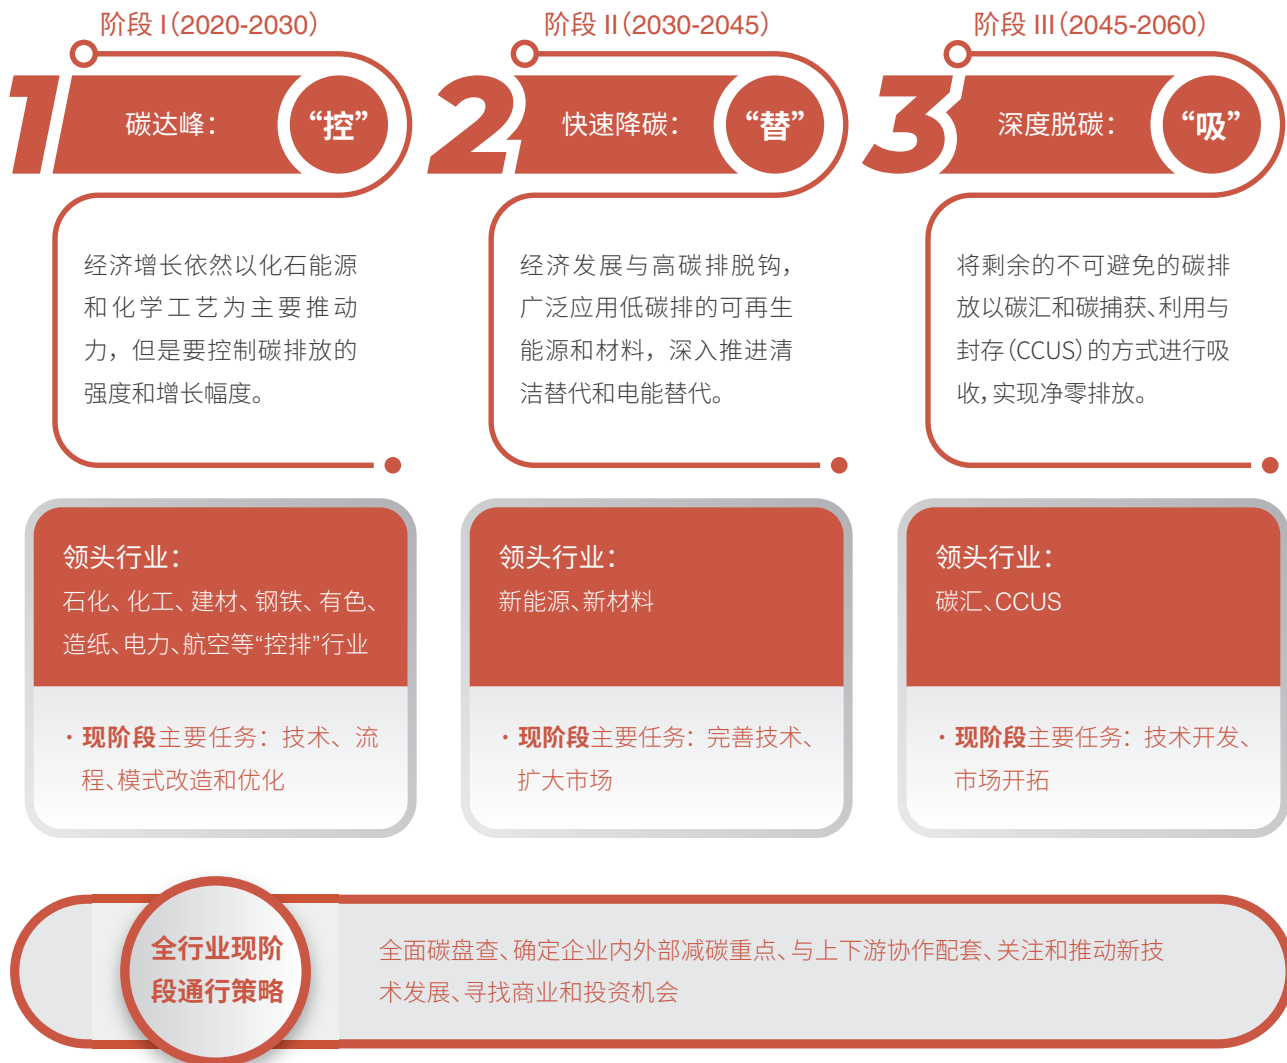 阶段 I（2020-2030）
1
碳达峰：
“控”
经济增长依然以化石能源
和化学工艺为主要推动
力，但是要控制碳排放的
强度和增长幅度。
领头行业：
石化、化工、建材、钢铁、有色、
造纸、电力、航空等“控排”行业
·现阶段主要任务：技术、流
程、模式改造和优化
阶段 II（2030-2045）
2
快速降碳：
“替”
经济发展与高碳排脱钩，
广泛应用低碳排的可再生
能源和材料，深入推进清
洁替代和电能替代。
领头行业：
新能源、新材料
·现阶段主要任务：完善技术、
扩大市场
阶段 III（2045-2060）
3
深度脱碳：
“吸”
将剩余的不可避免的碳排
放以碳汇和碳捕获、利用与
封存（CCUS）的方式进行吸
收，实现净零排放。
领头行业：
碳汇、CCUS
·现阶段主要任务：技术开发、
市场开拓
全行业现阶
段通行策略
全面碳盘查、确定企业内外部减碳重点、与上下游协作配套、关注和推动新技
术发展、寻找商业和投资机会